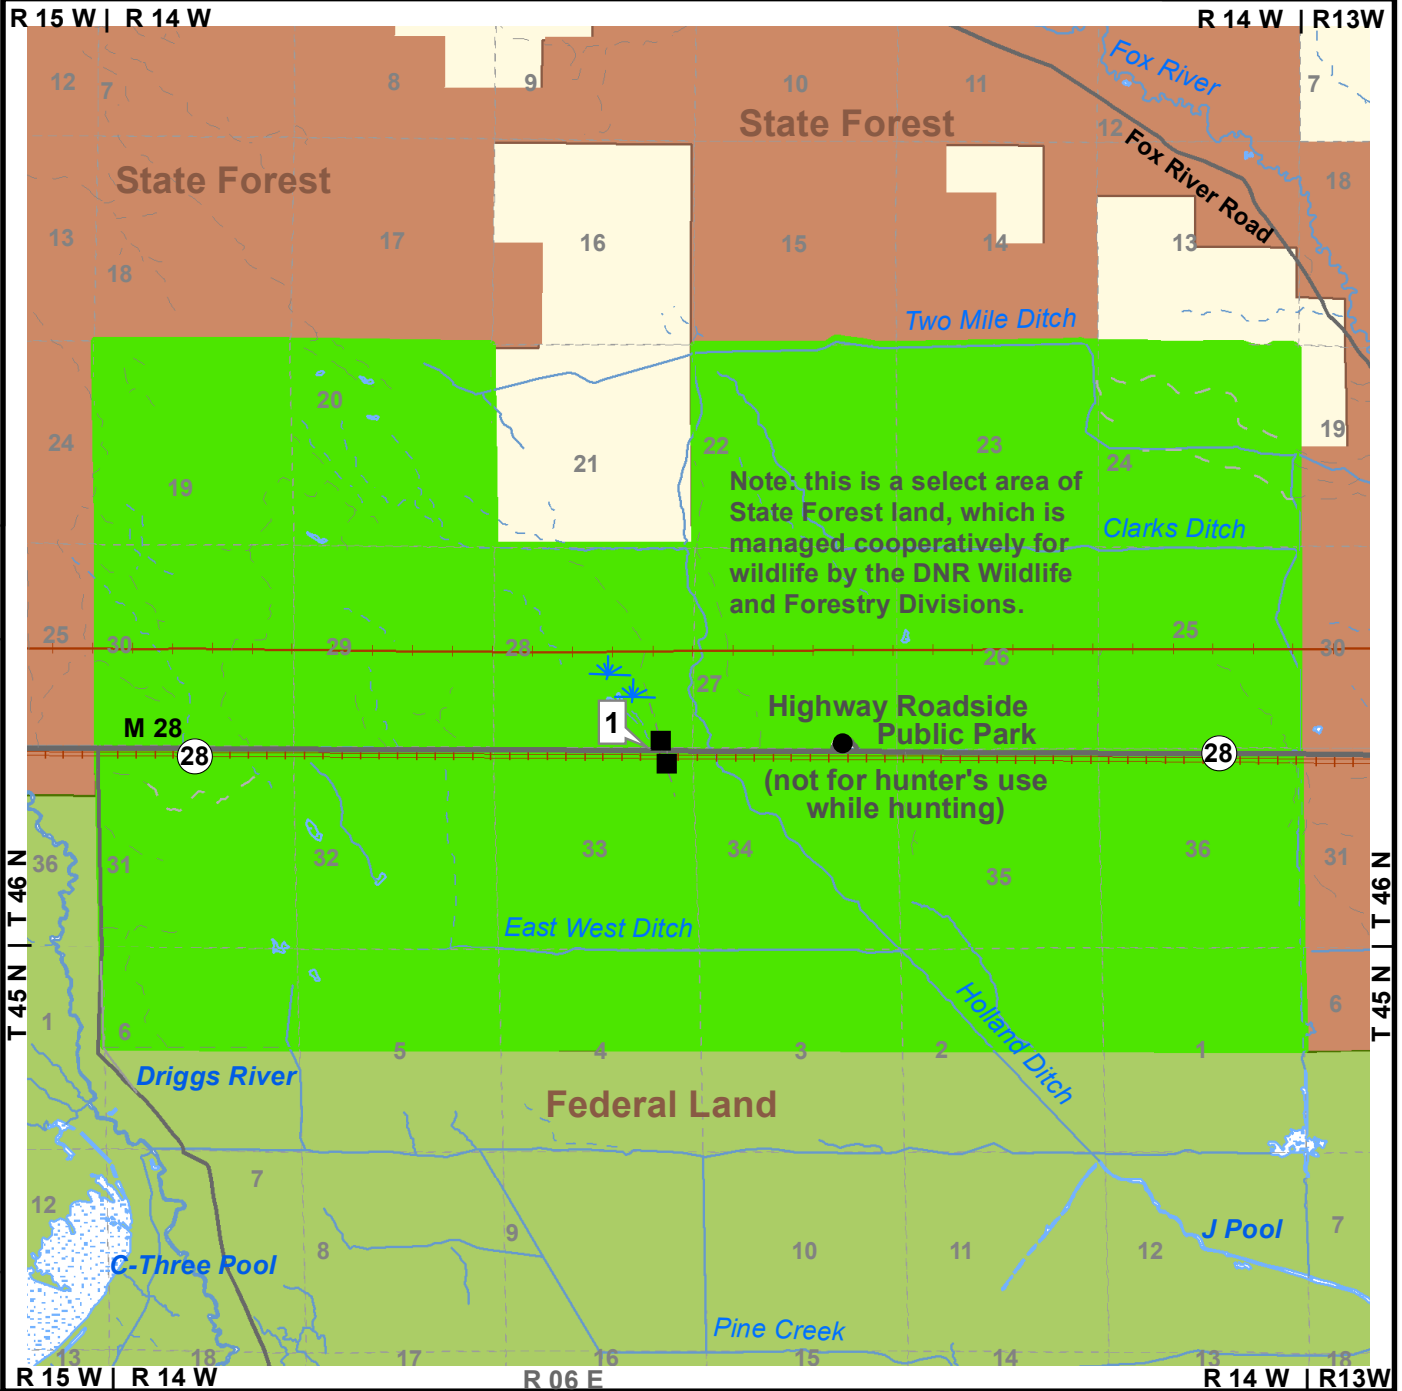 R 15 W | R 14 W
R 14 W | R13W
Fox River
12
7
8
9
10
11
7
State Forest
12
Fox River Road
State Forest
18
13
17
16
15
14
13
18
Two Mile Ditch
20
24
22
23
19
21
24
19
Note: this is a select area of
State Forest land, which is
managed cooperatively for
wildlife by the DNR Wildlife
and Forestry Divisions.
Clarks Ditch
25
30
29
28
26
25
30
27
Highway Roadside
Public Park
1
M 28
28
28
(not for hunter's use
while hunting)
36
31
32
33
34
35
36
31
T 45 N | T 46 N
T 45 N | T 46 N
East West Ditch
Holland Ditch
1
6
5
4
3
2
1
6
Driggs River
Federal Land
12
7
8
9
10
11
12
7
J Pool
C-Three Pool
Pine Creek
13
18
17
16
15
14
13
18
R 15 W | R 14 W
R 06 E
R 14 W | R13W